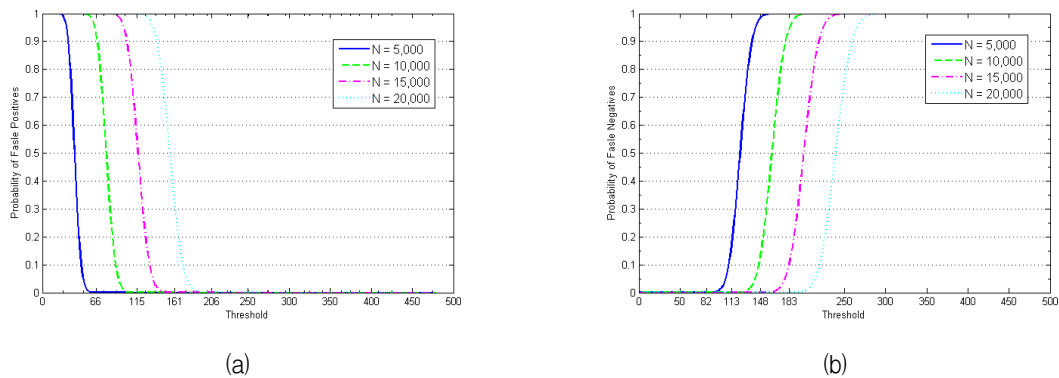 Probability of Fasle Positives
1
0.9
0.8
0.7
0.6
0.5
0.4
0.3
0.2
0.1
0
0 66 115 161 206 250 300 350 400 450 500
Threshold
N = 5,000
N = 10,000
N = 15,000
N = 20,000
(a)
Probability of Fasle Negatives
1
0.9
0.8
0.7
0.6
0.5
0.4
0.3
0.2
0.1
0
0 50 82 113 148 183 250 300 350 400 450 500
Threshold
N = 5,000
N = 10,000
N = 15,000
N = 20,000
(b)